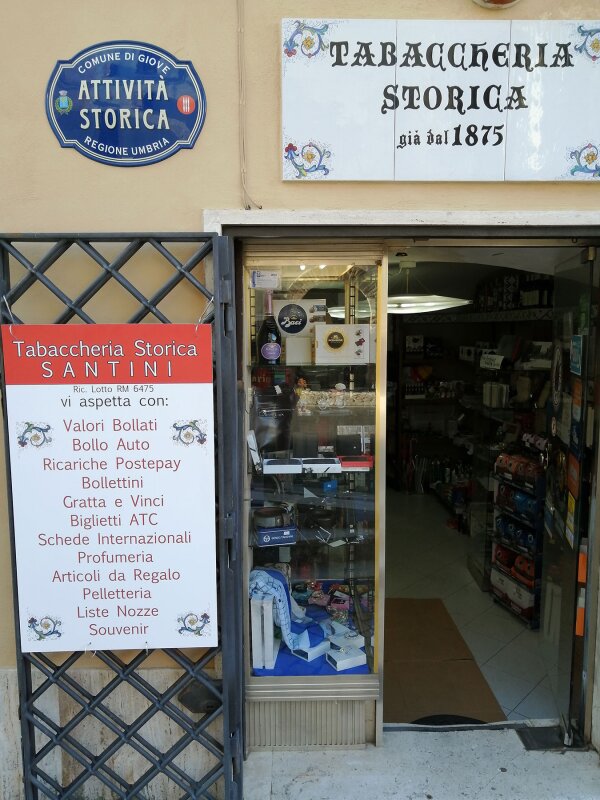 COMUNE DI GIOVE
ATTIVITÀ
STORICA
REGIONE UMBRIA
TABACCHERIA
STORICA
già dal 1875
Tabaccheria Storica
SANTINI
Ric. Lotto RM 6475
vi aspetta con:
Valori Bollati
Bollo Auto
Ricariche Postepay
Bollettini
Gratta e Vinci
Biglietti ATC
Schede Internazionali
Profumeria
Articoli da Regalo
Pelletteria
Liste Nozze
Souvenir
Baci